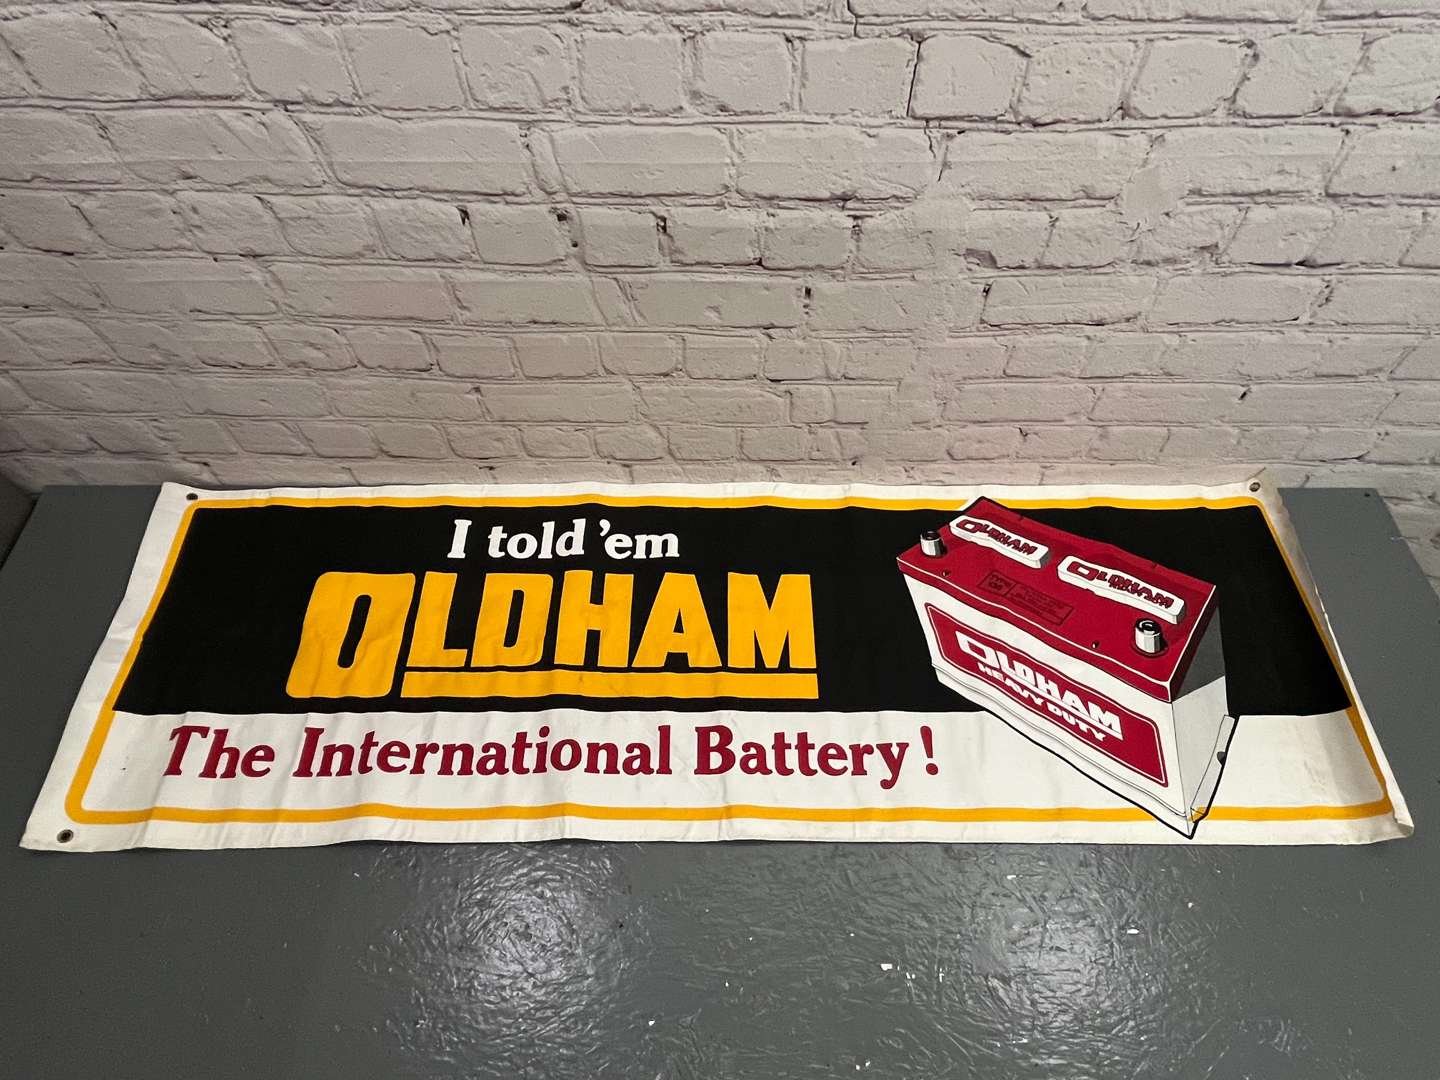 I told 'em
OLDHAM
The International Battery!
OLDHAM
OLDHAM
OLDHAM
HEAVY DUTY